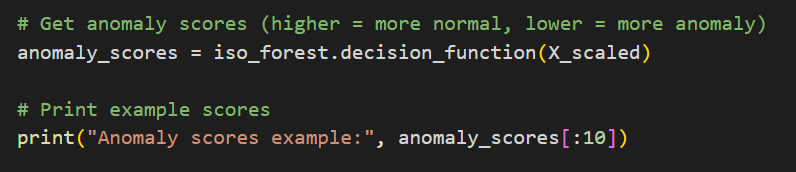 # Get anomaly scores (higher = more normal, lower = more anomaly)
anomaly_scores = iso_forest.decision_function(X_scaled)
# Print example scores
print("Anomaly scores example:", anomaly_scores[:10])